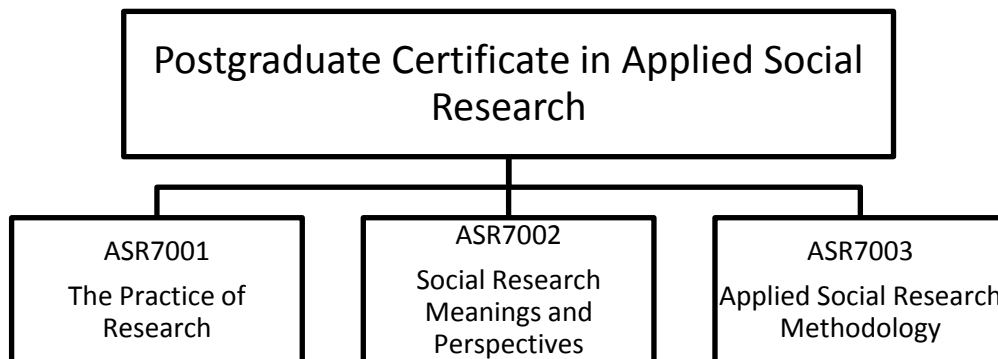 Postgraduate Certificate in Applied Social
Research
ASR7001
The Practice of
Research
ASR7002
Social Research
Meanings and
Perspectives
ASR7003
Applied Social Research
Methodology